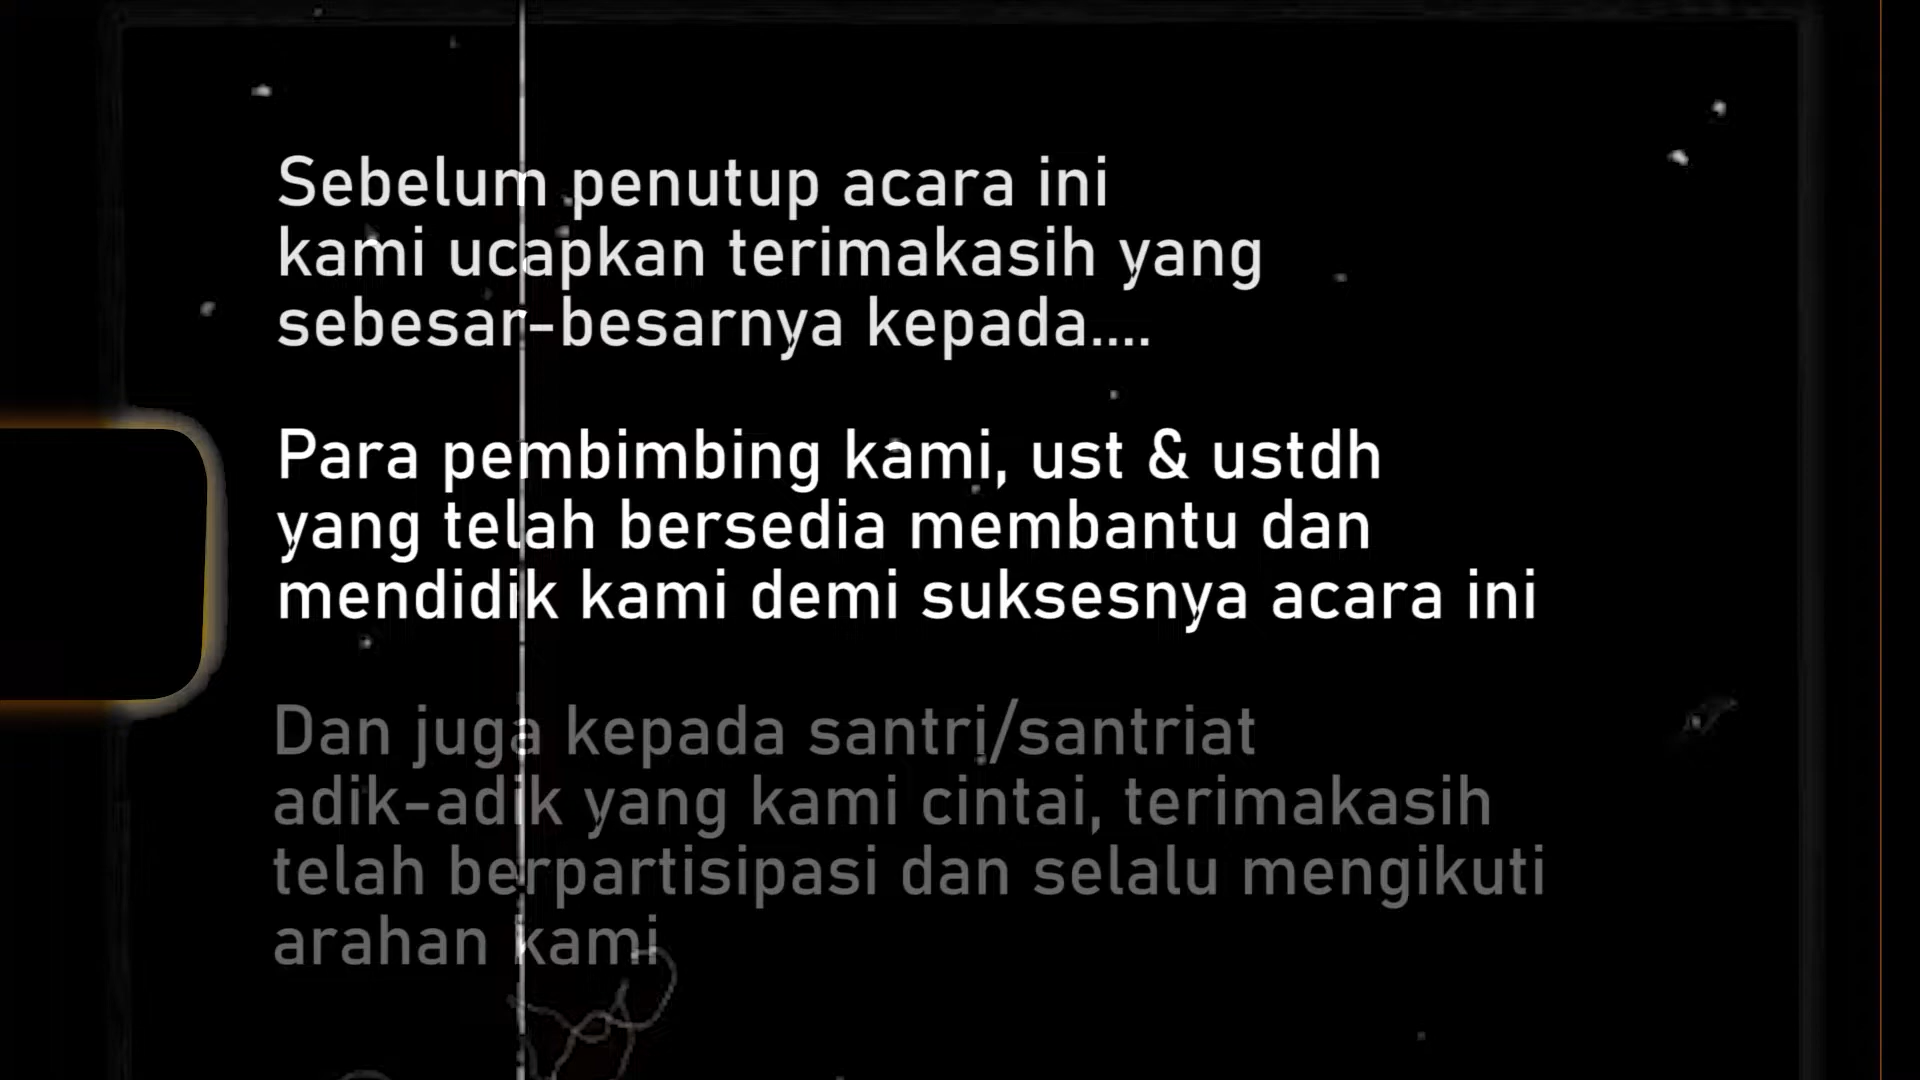 Sebelum penutup acara ini
kami ucapkan terimakasih yang
sebesar-besarnya kepada....
Para pembimbing kami, ust & ustdh
yang telah bersedia membantu dan
mendidik kami demi suksesnya acara ini
Dan juga kepada santri/santriat
adik-adik yang kami cintai, terimakasih
telah berpartisipasi dan selalu mengikuti
arahan kami